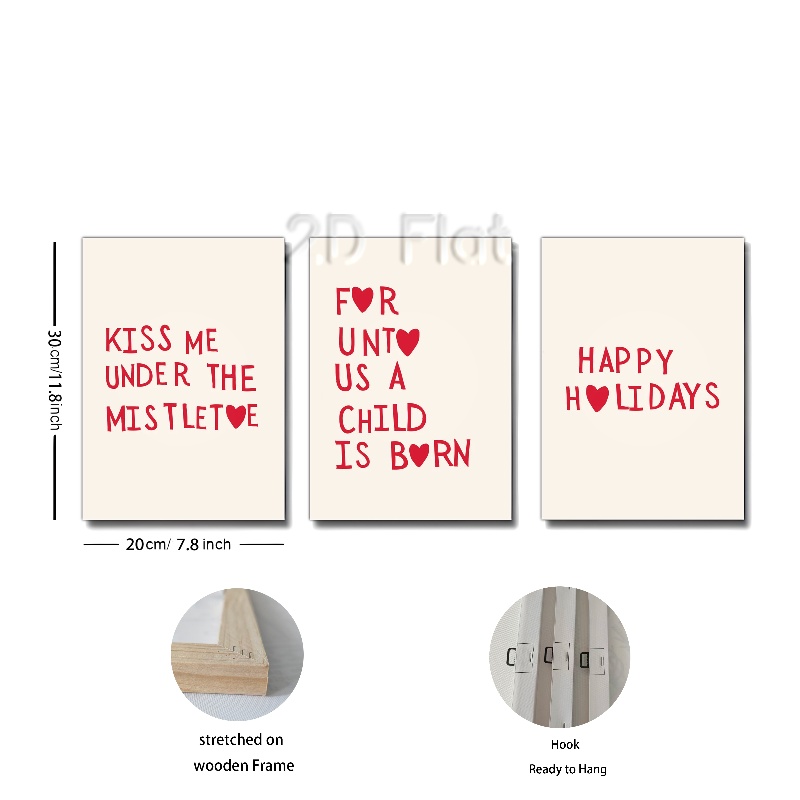 2D Flat
KISS ME
UNDER THE
MISTLET♥E
F♥R
UNT♥
US A
CHILD
IS B♥RN
HAPPY
H♥LIDAYS
30cm/11.8inch
20cm/ 7.8 inch
stretched on
wooden Frame
Hook
Ready to Hang